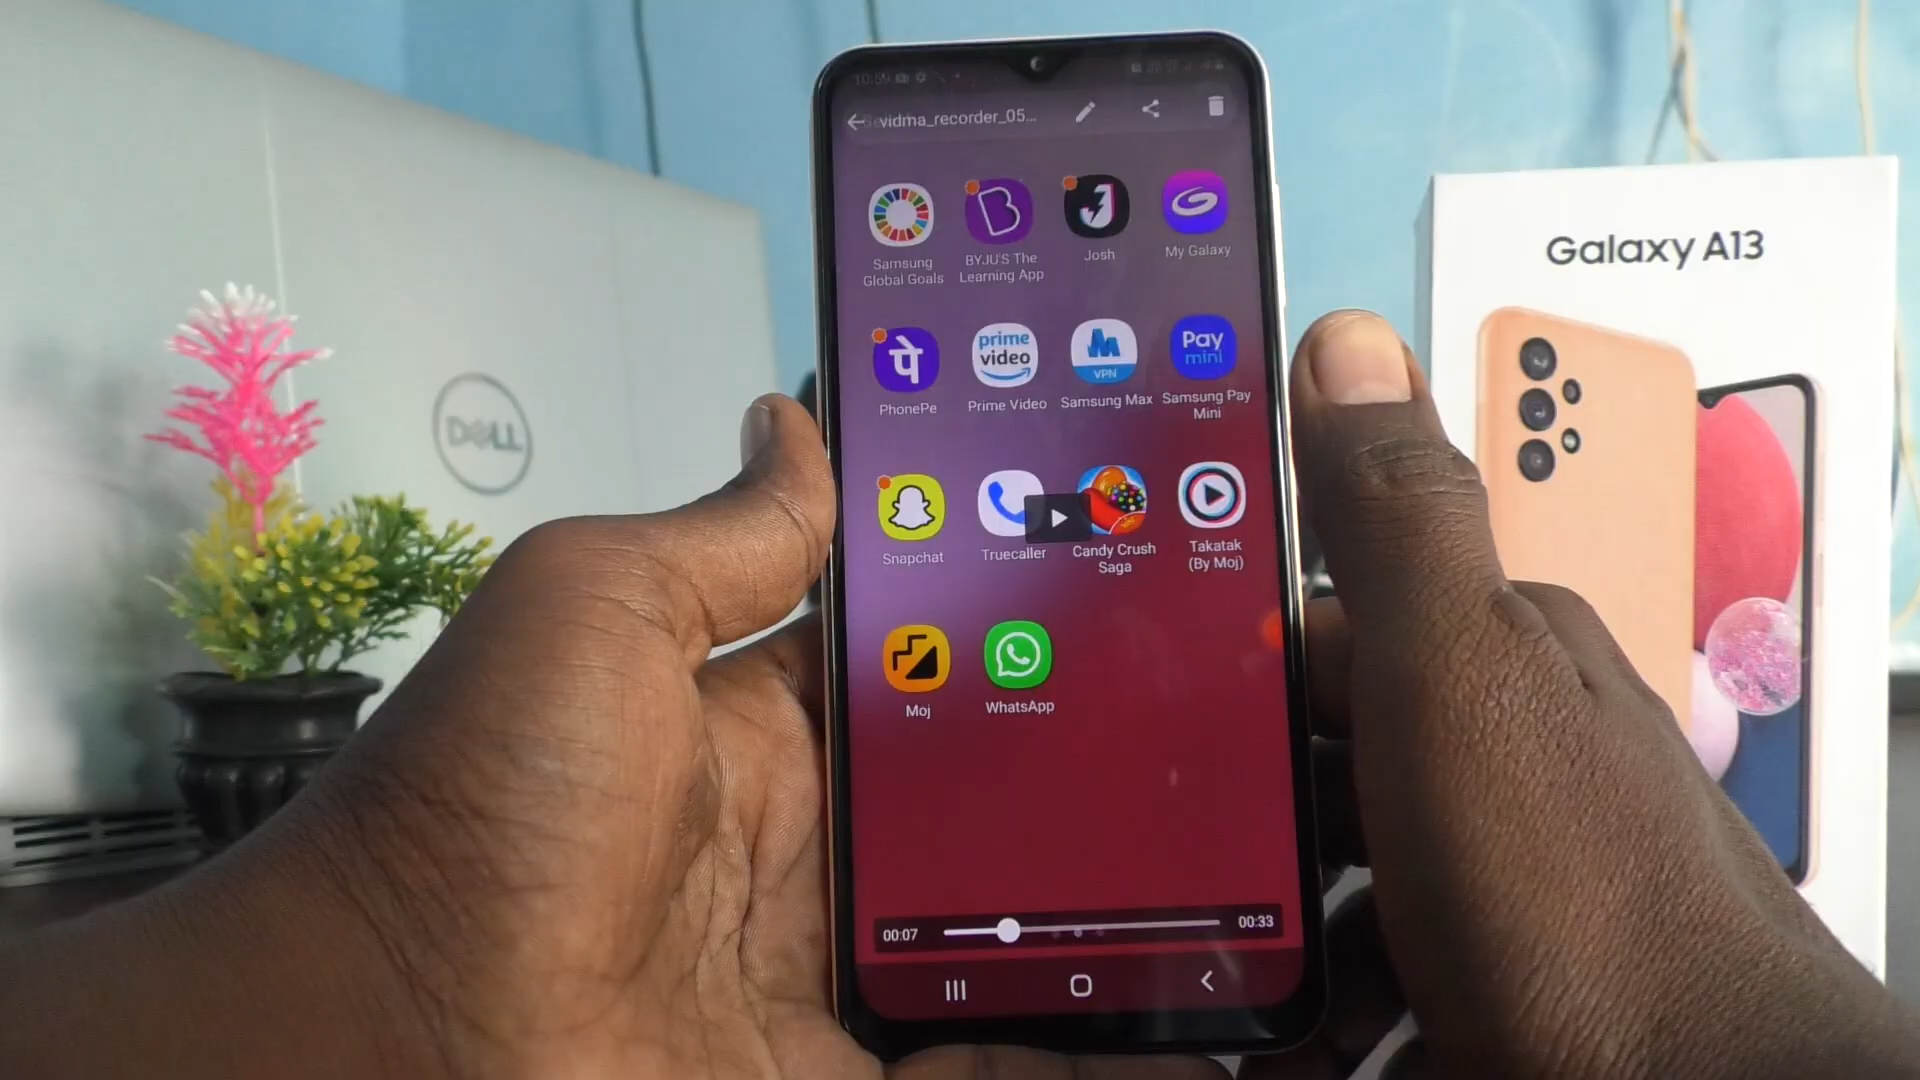 10:59
vidma_recorder_05...
Samsung
Global Goals
BYJU'S The
Learning App
Josh
My Galaxy
पे
PhonePe
prime
video
Prime Video
VPN
Samsung Max
Pay
mini
Samsung Pay
Mini
Snapchat
Truecaller
Candy Crush
Saga
Takatak
(By Moj)
Moj
WhatsApp
00:07
00:33
DELL
Galaxy A13